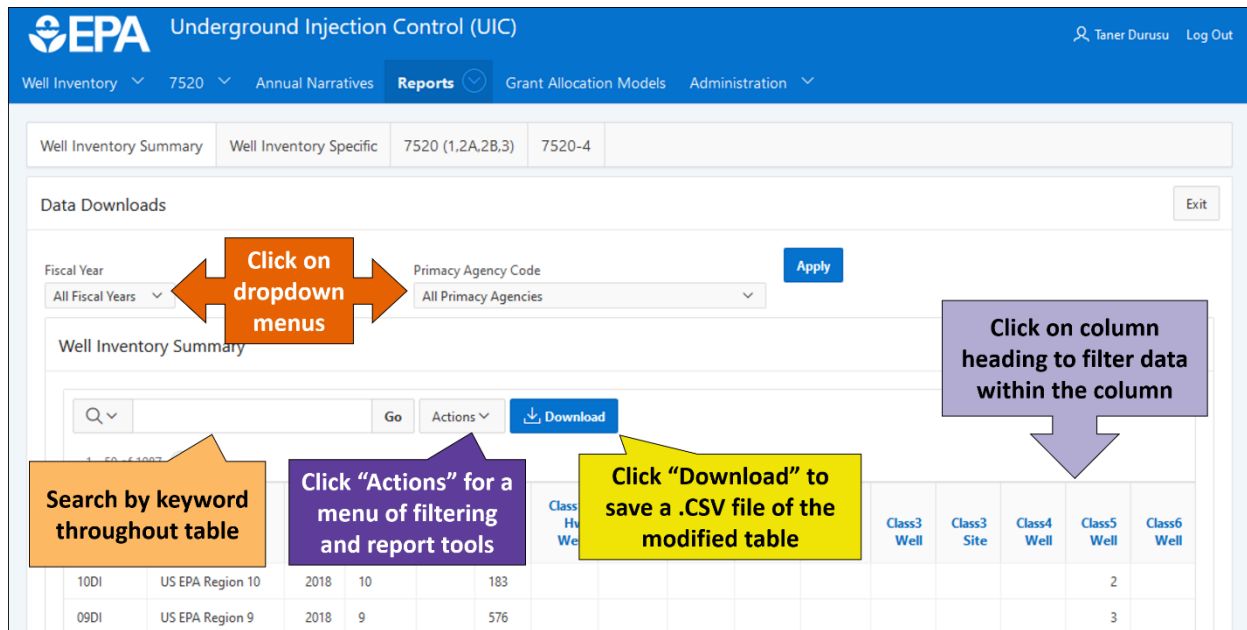 EPA
Underground Injection Control (UIC)
Taner Durusu Log Out
Well Inventory 7520 Annual Narratives Reports Grant Allocation Models Administration
Well Inventory Summary Well Inventory Specific 7520 (1,2A,2B,3) 7520-4
Data Downloads Exit
Fiscal Year
All Fiscal Years
Click on
dropdown
menus
Primacy Agency Code
All Primacy Agencies
Apply
Well Inventory Summary
Click on column
heading to filter data
within the column
Go Actions Download
Search by keyword
throughout table
Click “Actions” for a
menu of filtering
and report tools
Click “Download” to
save a .CSV file of the
modified table
Class3
Well
Class3
Site
Class4
Well
Class5
Well
Class6
Well
10DI US EPA Region 10 2018 10 183 2
09DI US EPA Region 9 2018 9 576 3